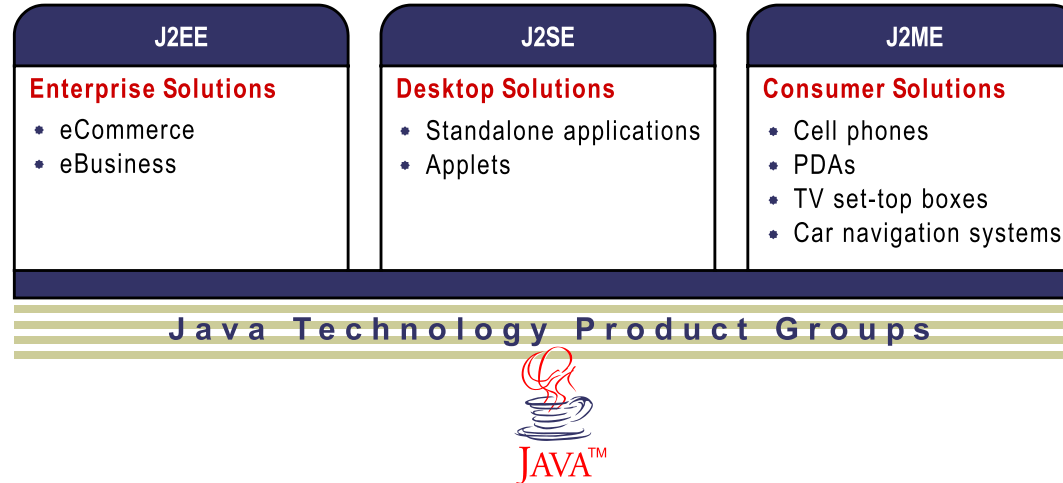 J2EE
Enterprise Solutions
eCommerce
eBusiness
J2SE
Desktop Solutions
Standalone applications
Applets
J2ME
Consumer Solutions
Cell phones
PDAs
TV set-top boxes
Car navigation systems
Java Technology Product Groups
JAVA™